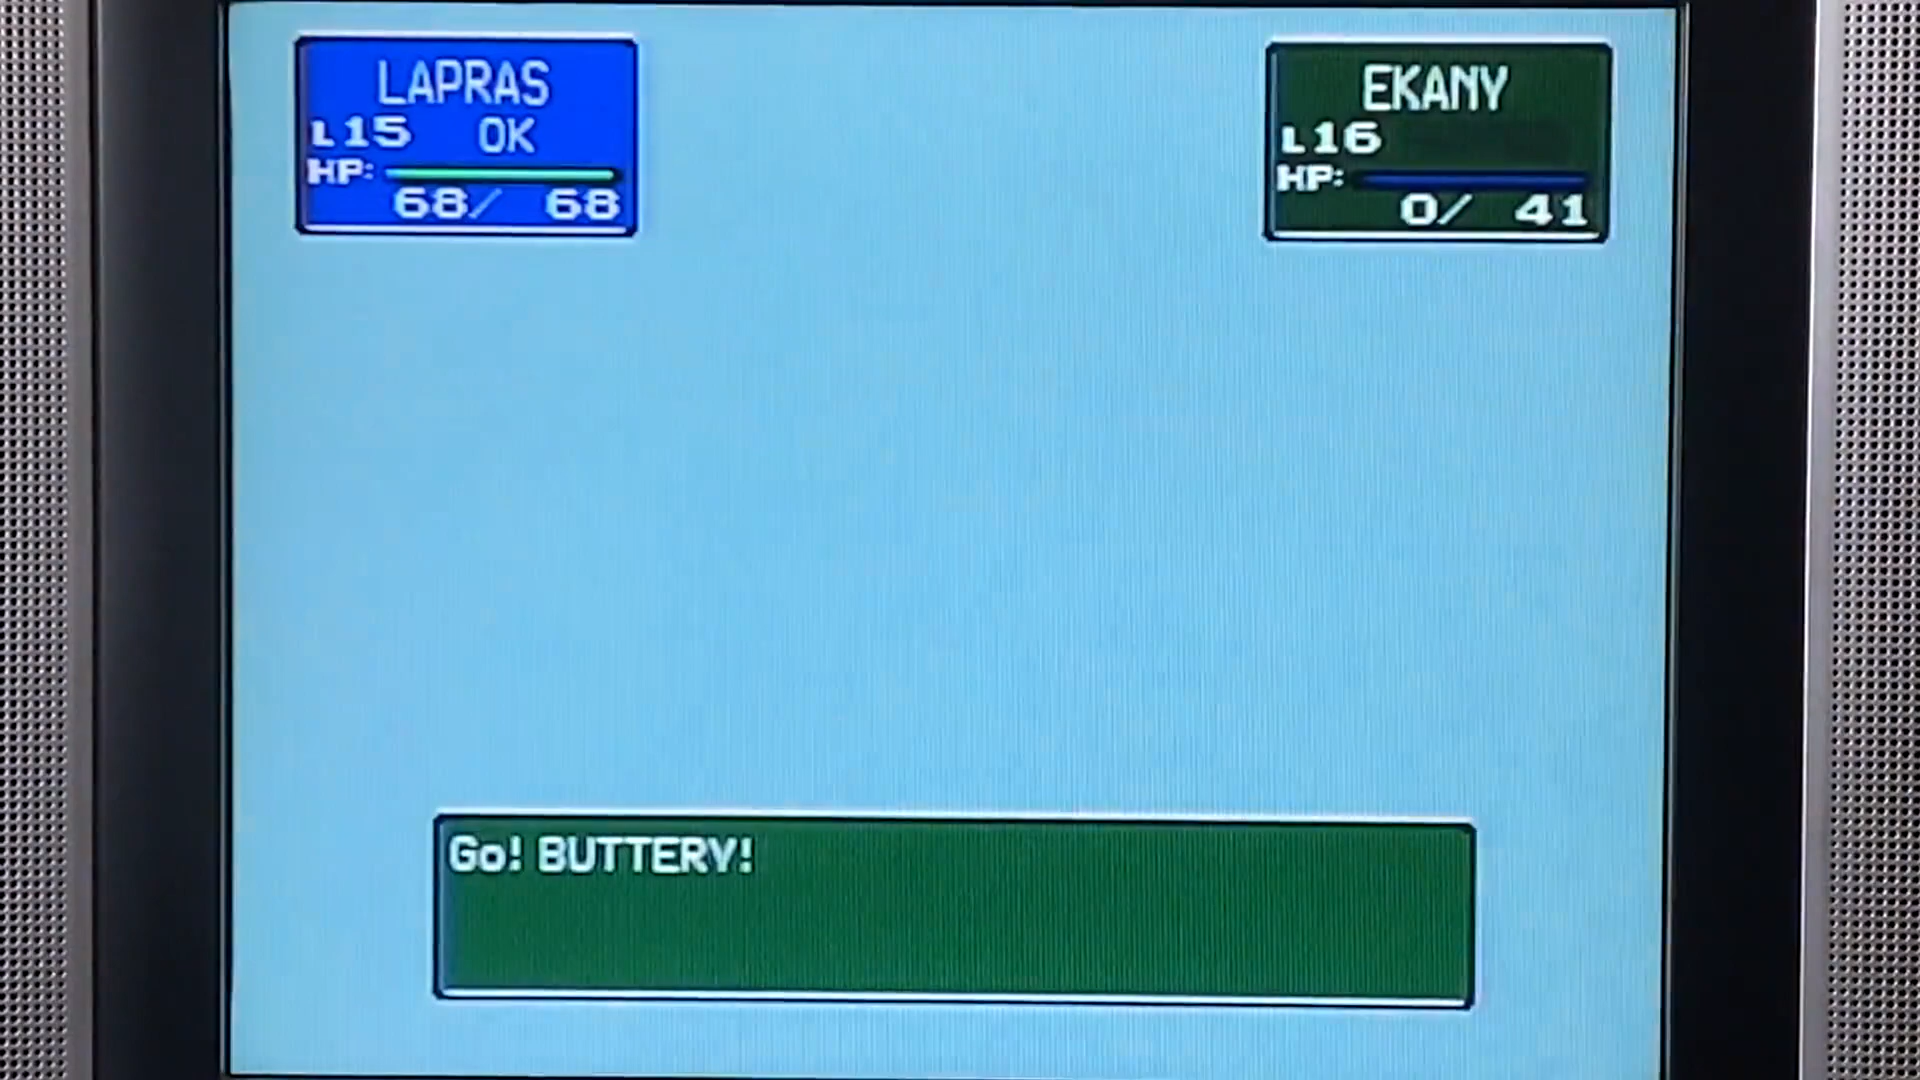 LAPRAS
L15 OK
HP:
68/ 68
EKANY
L16
HP:
0/ 41
Go! BUTTERY!